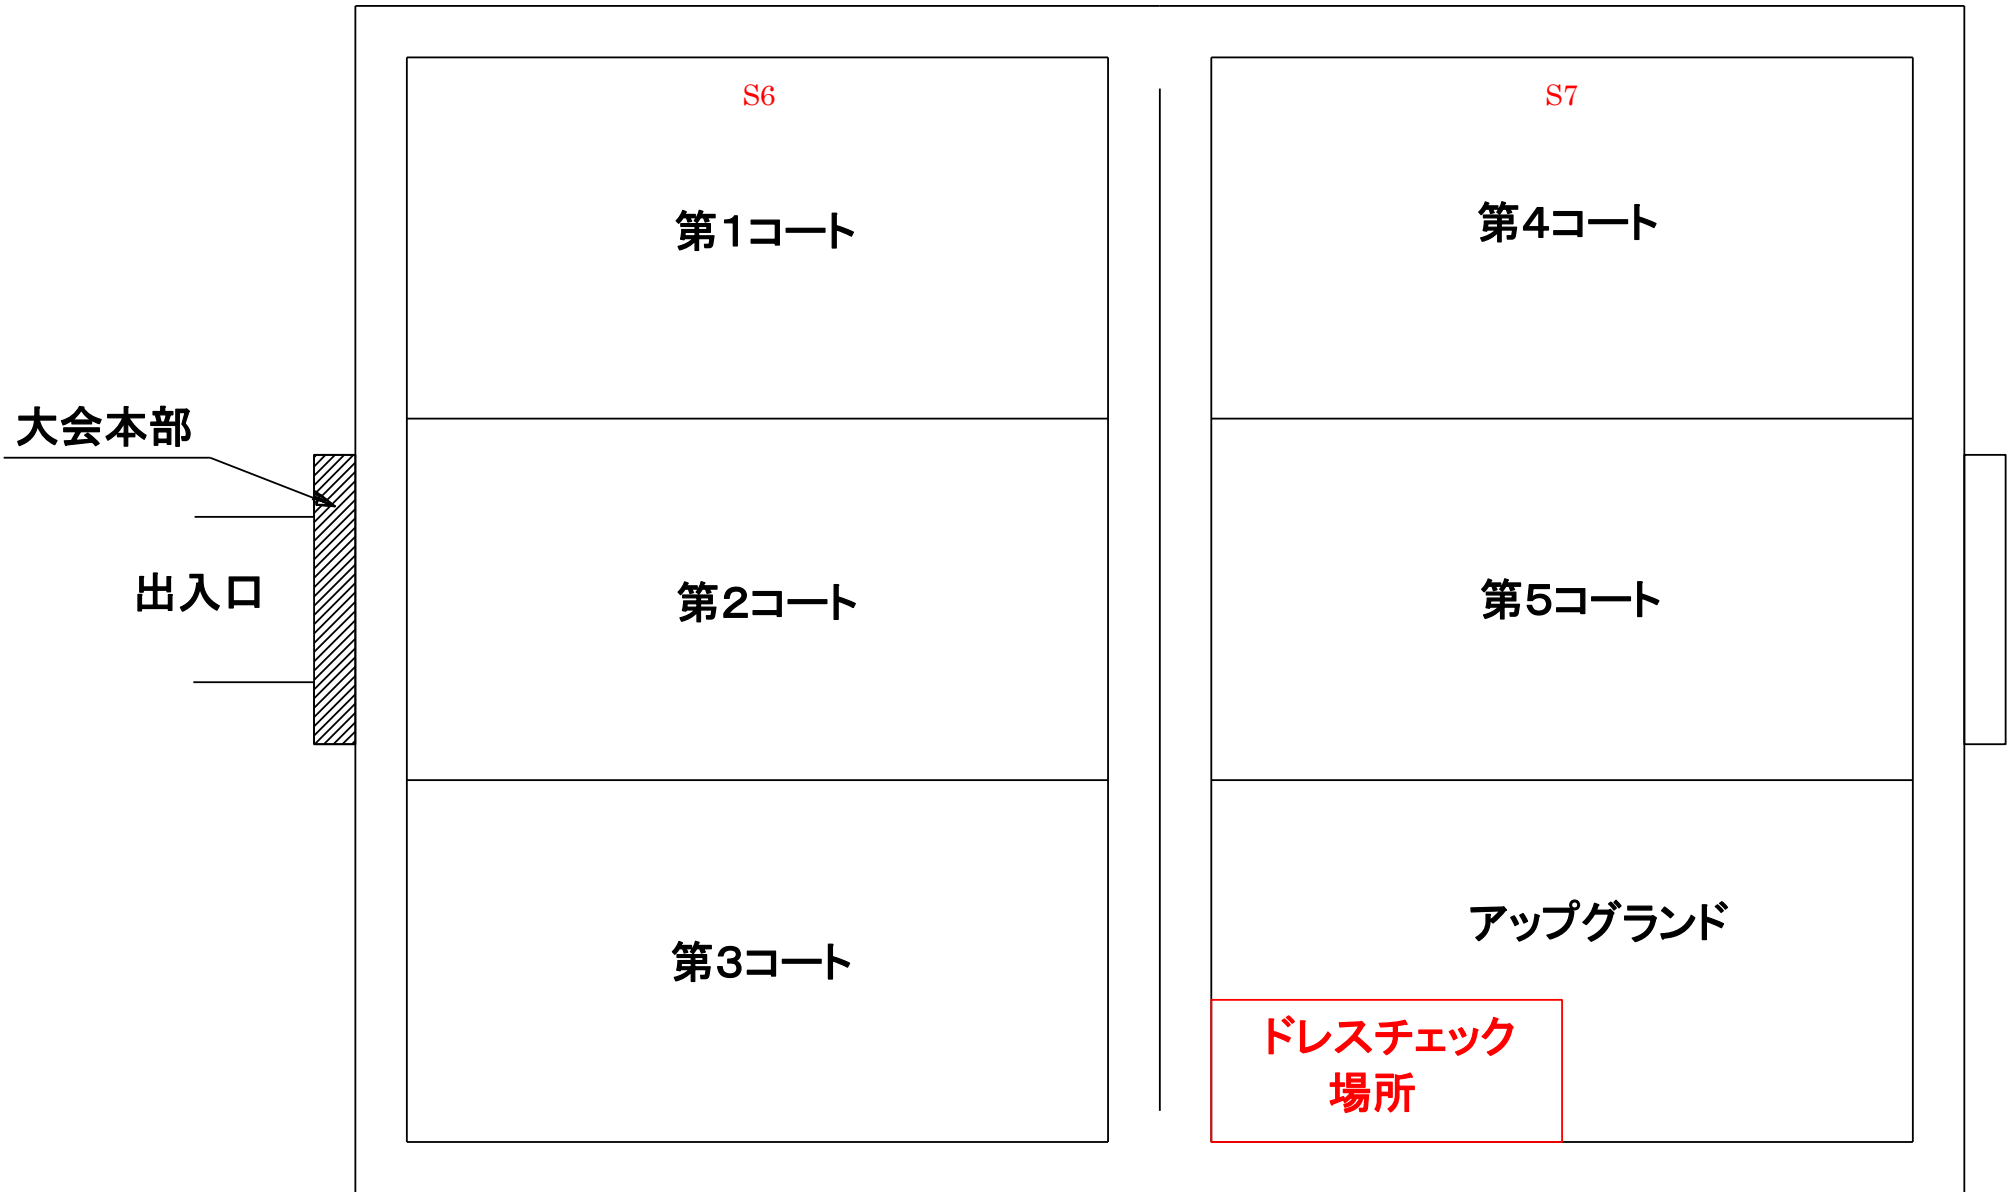 S6
S7
第1コート
第4コート
大会本部
出入口
第2コート
第5コート
第3コート
アップグランド
ドレスチェック
場所